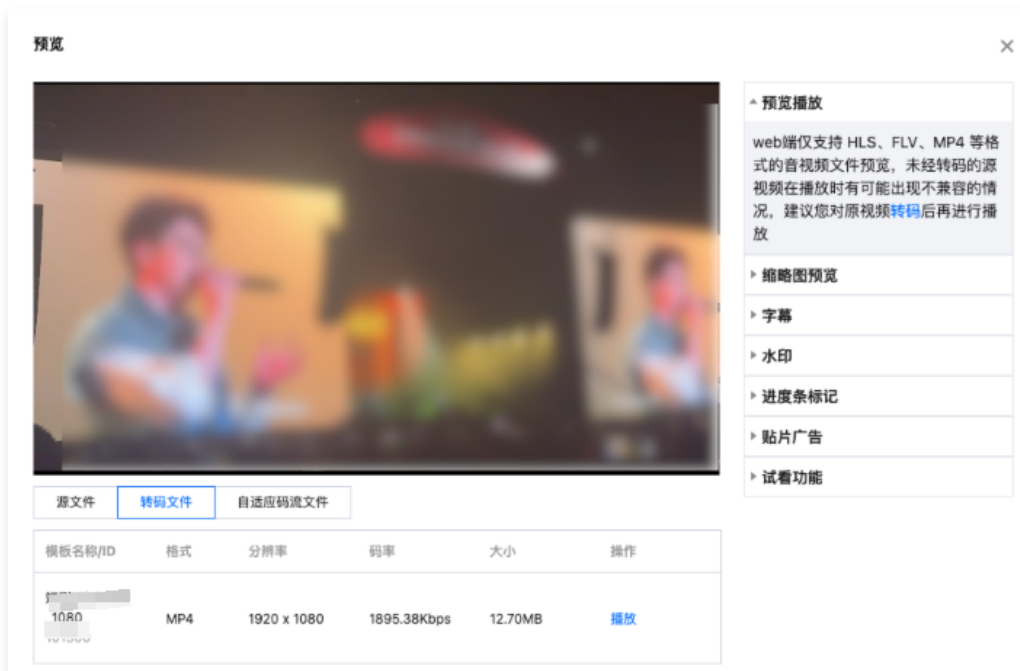 预览
预览播放
web端仅支持 HLS、FLV、MP4 等格
式的音视频文件预览，未经转码的源
视频在播放时有可能出现不兼容的情
况，建议您对原视频转码后再进行播
放
缩略图预览
字幕
水印
进度条标记
贴片广告
试看功能
源文件 转码文件 自适应码流文件
模板名称/ID 格式 分辨率 码率 大小 操作
1080 MP4 1920 x 1080 1895.38Kbps 12.70MB 播放